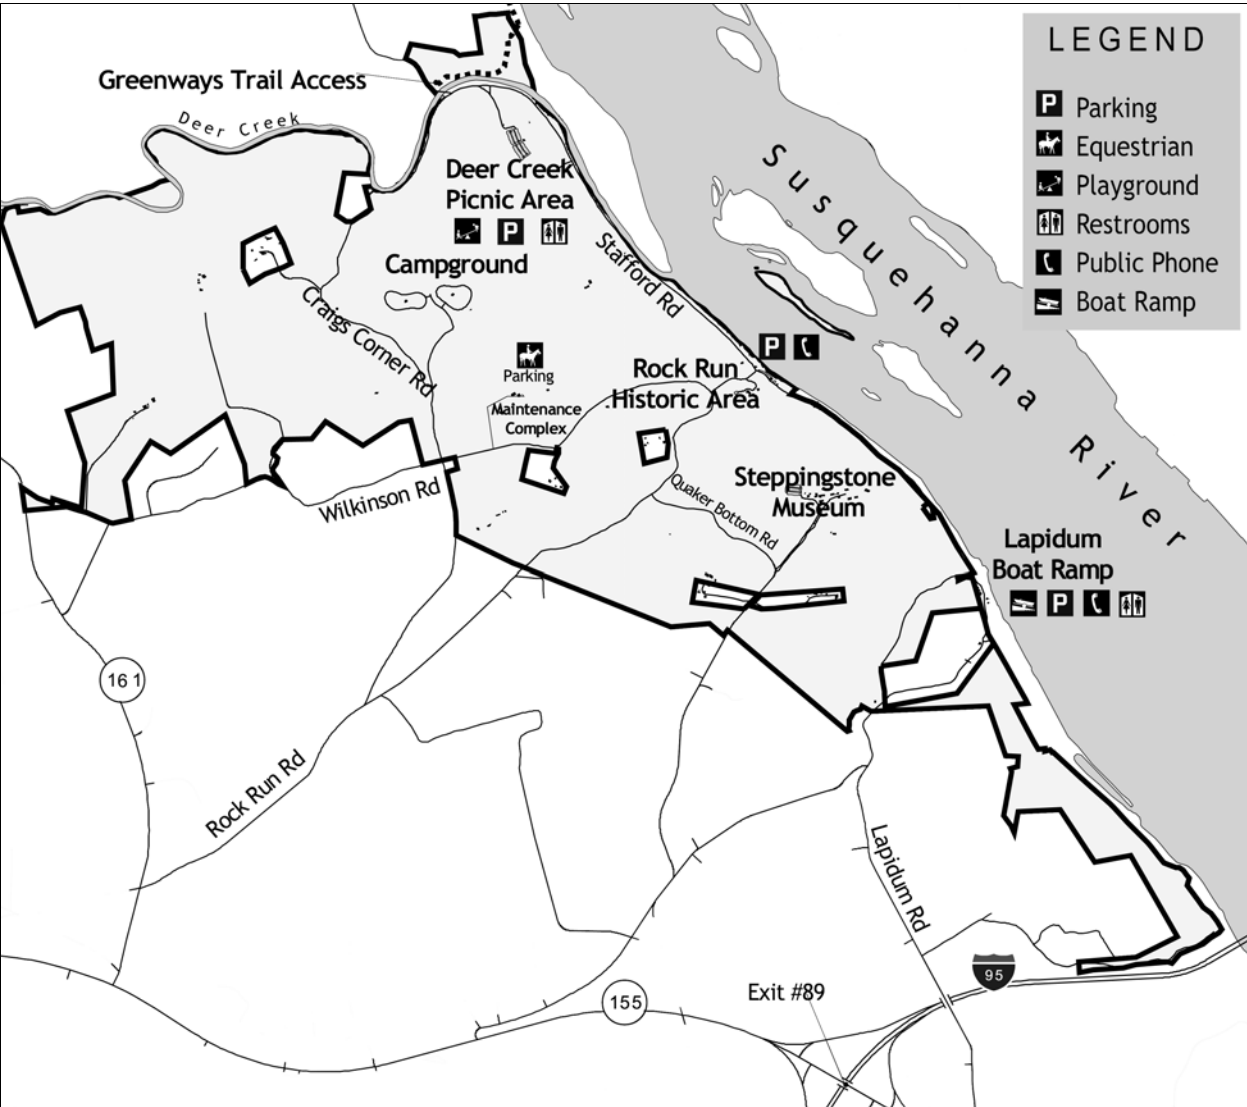 LEGEND
P Parking
Equestrian
Playground
Restrooms
Public Phone
Boat Ramp
Greenways Trail Access
Deer Creek
Deer Creek
Picnic Area
P
Campground
Stafford Rd
Susquehanna River
Craigs Corner Rd
P
Parking
Rock Run
Historic Area
Maintenance
Complex
Steppingstone
Museum
Wilkinson Rd
Quaker Bottom Rd
Lapidum
Boat Ramp
P
161
Rock Run Rd
Lapidum Rd
95
Exit #89
155